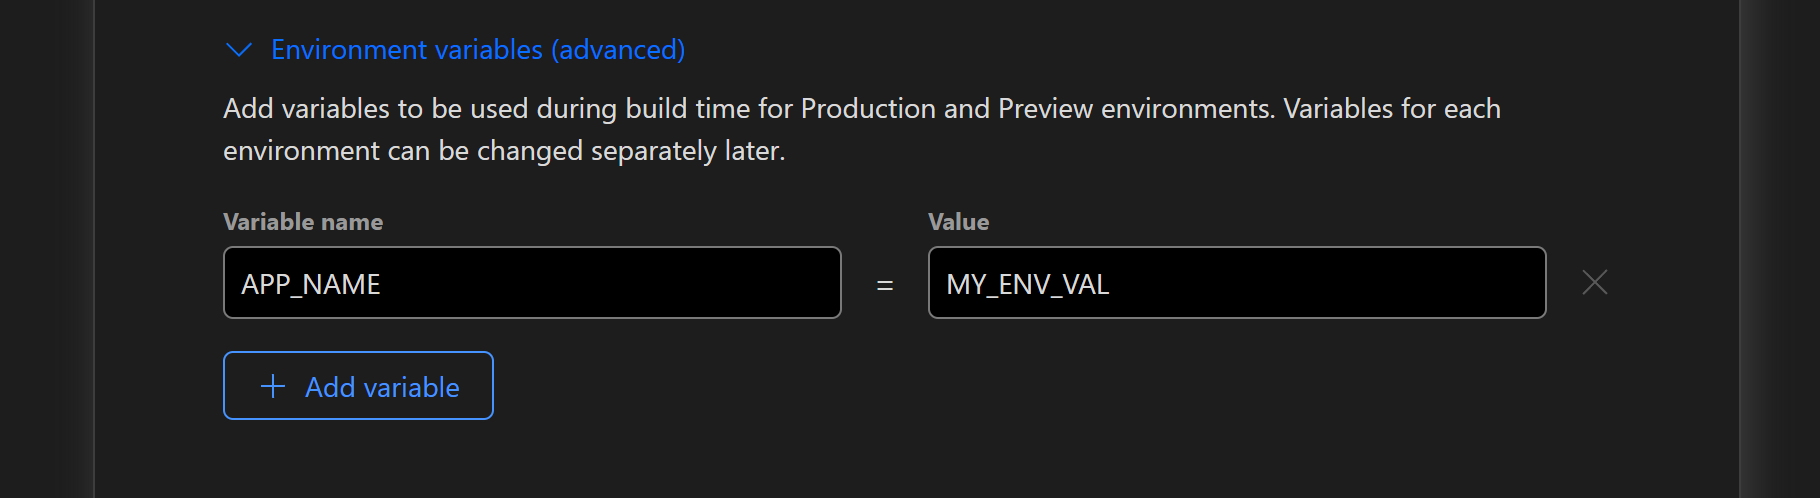 Environment variables (advanced)
Add variables to be used during build time for Production and Preview environments. Variables for each
environment can be changed separately later.
Variable name
Value
APP_NAME
=
MY_ENV_VAL
Add variable